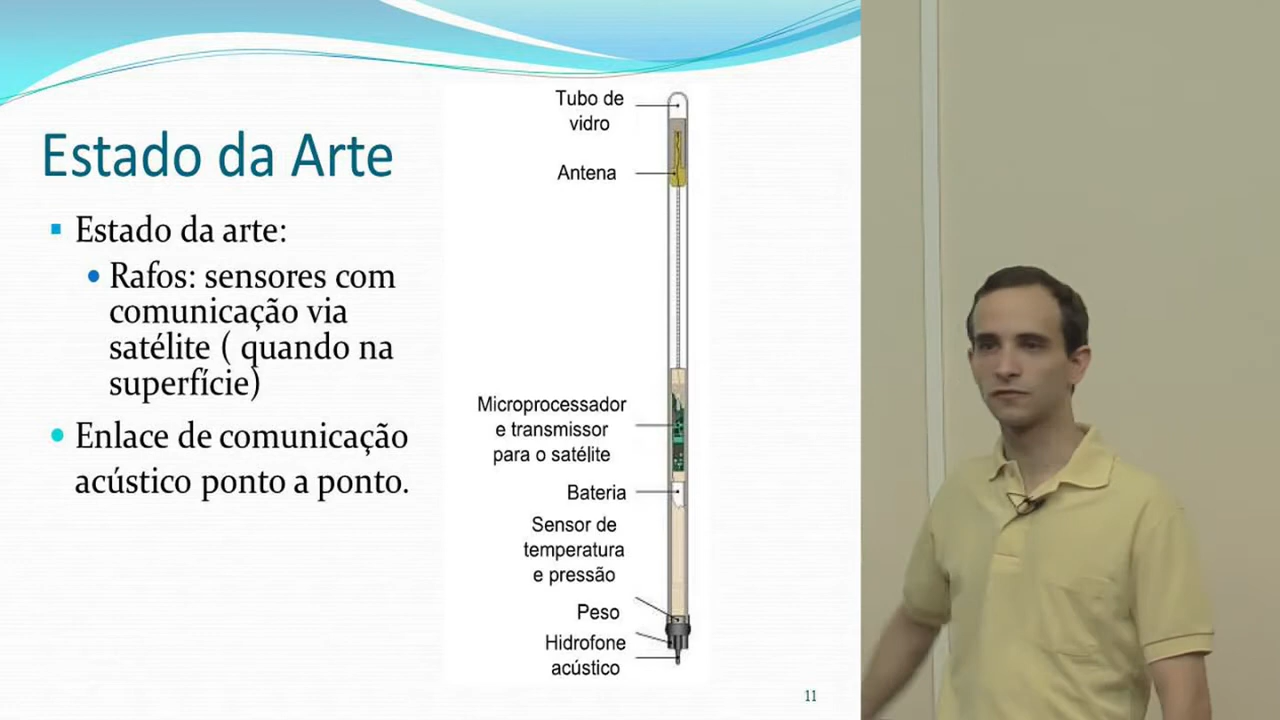 Estado da Arte
Estado da arte:
Rafos: sensores com
comunicação via
satélite ( quando na
superfície)
Enlace de comunicação
acústico ponto a ponto.
Tubo de
vidro
Antena
Microprocessador
e transmissor
para o satélite
Bateria
Sensor de
temperatura
e pressão
Peso
Hidrofone
acústico
11